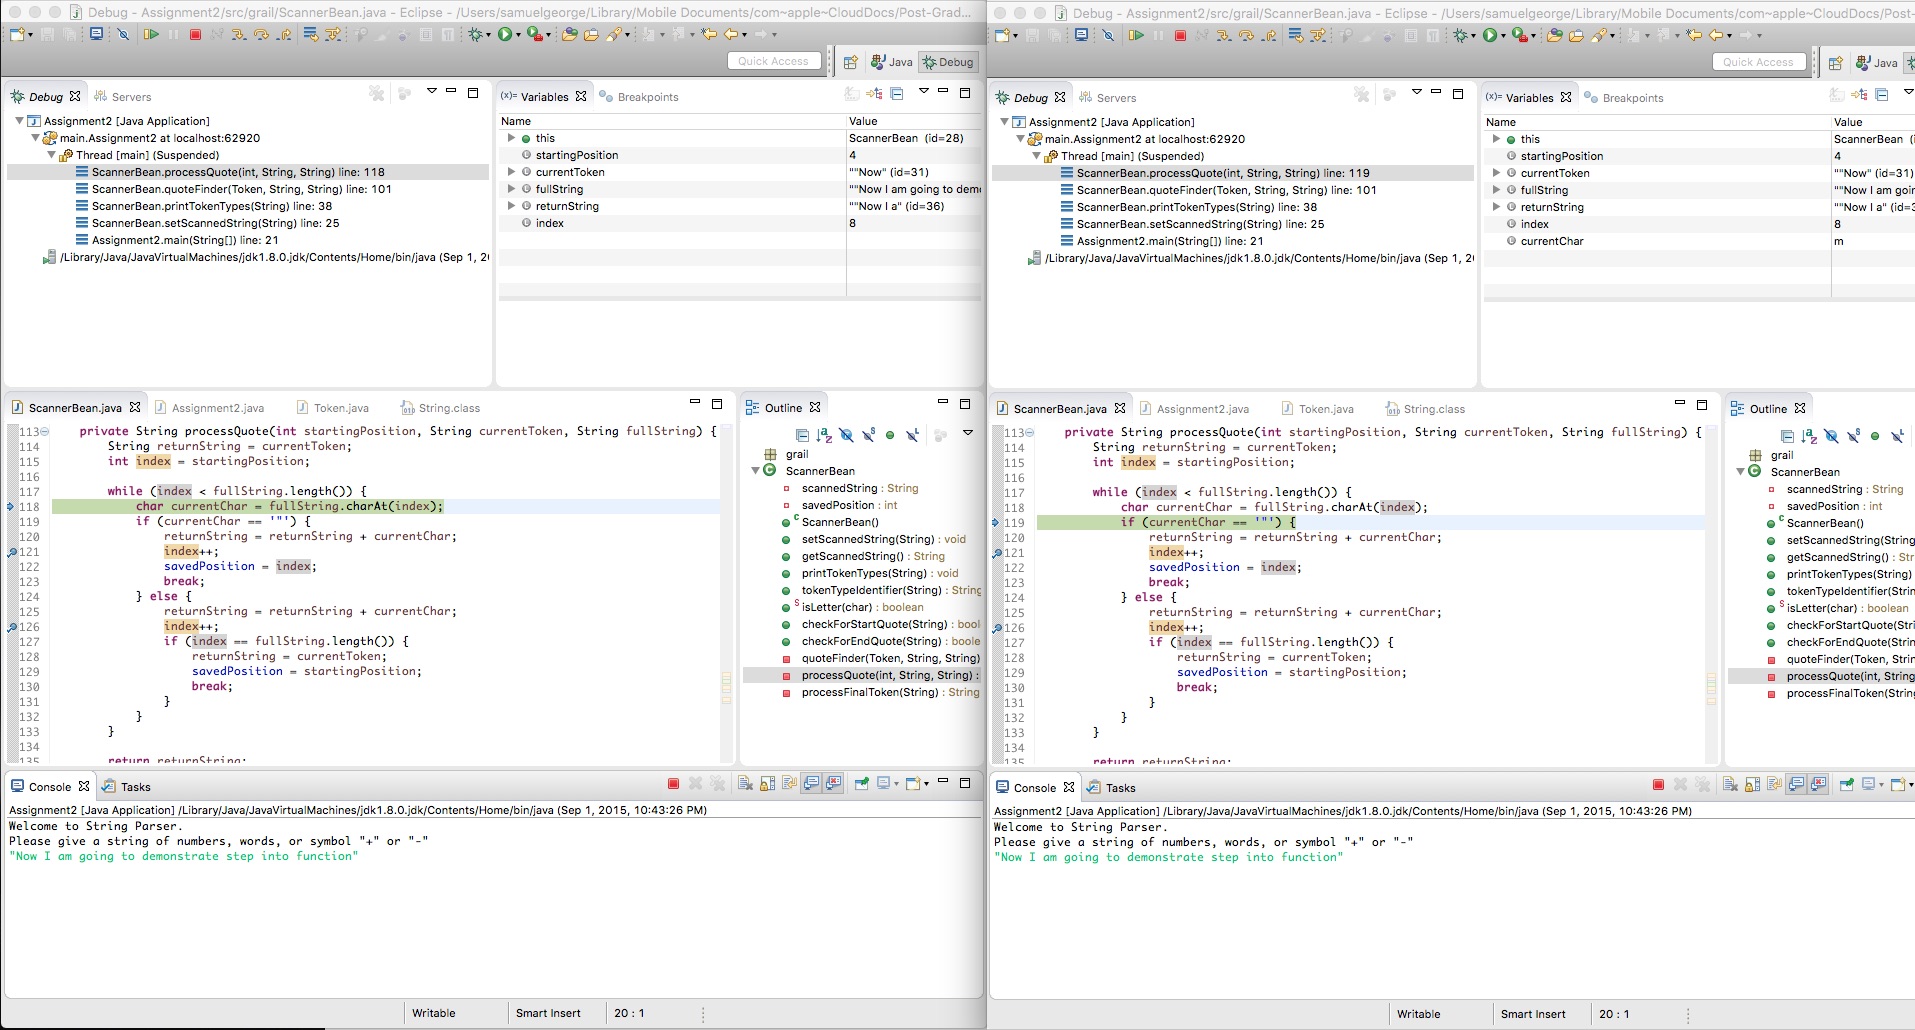 Debug - Assignment2/src/grail/ScannerBean.java - Eclipse - /Users/samuelgeorge/Library/Mobile Documents/com~apple~CloudDocs/Post-Grad...
Quick Access
Java
Debug
Debug
Servers
Assignment2 [Java Application]
main.Assignment2 at localhost:62920
Thread [main] (Suspended)
ScannerBean.processQuote(int, String, String) line: 118
ScannerBean.quoteFinder(Token, String, String) line: 101
ScannerBean.printTokenTypes(String) line: 38
ScannerBean.setScannedString(String) line: 25
Assignment2.main(String[]) line: 21
/Library/Java/JavaVirtualMachines/jdk1.8.0.jdk/Contents/Home/bin/java (Sep 1, 2
(x)= Variables
Breakpoints
Name Value
this ScannerBean (id=28)
startingPosition 4
currentToken ""Now" (id=31)
fullString ""Now I am going to demo
returnString ""Now I a" (id=36)
index 8
ScannerBean.java
Assignment2.java
Token.java
String.class
113 private String processQuote(int startingPosition, String currentToken, String fullString) {
114 String returnString = currentToken;
115 int index = startingPosition;
116
117 while (index < fullString.length()) {
118 char currentChar = fullString.charAt(index);
119 if (currentChar == '"') {
120 returnString = returnString + currentChar;
121 index++;
122 savedPosition = index;
123 break;
124 } else {
125 returnString = returnString + currentChar;
126 index++;
127 if (index == fullString.length()) {
128 returnString = currentToken;
129 savedPosition = startingPosition;
130 break;
131 }
132 }
133 }
134
135 return returnString;
Outline
grail
ScannerBean
scannedString : String
savedPosition : int
ScannerBean()
setScannedString(String) : void
getScannedString() : String
printTokenTypes(String) : void
tokenTypeIdentifier(String) : String
isLetter(char) : boolean
checkForStartQuote(String) : bool
checkForEndQuote(String) : boole
quoteFinder(Token, String, String)
processQuote(int, String, String) :
processFinalToken(String) : String
Console
Tasks
Assignment2 [Java Application] /Library/Java/JavaVirtualMachines/jdk1.8.0.jdk/Contents/Home/bin/java (Sep 1, 2015, 10:43:26 PM)
Welcome to String Parser.
Please give a string of numbers, words, or symbol "+" or "-"
"Now I am going to demonstrate step into function"
Writable
Smart Insert
20 : 1
Debug - Assignment2/src/grail/ScannerBean.java - Eclipse - /Users/samuelgeorge/Library/Mobile Documents/com~apple~CloudDocs/Post-
Quick Access
Java
Debug
Servers
Assignment2 [Java Application]
main.Assignment2 at localhost:62920
Thread [main] (Suspended)
ScannerBean.processQuote(int, String, String) line: 119
ScannerBean.quoteFinder(Token, String, String) line: 101
ScannerBean.printTokenTypes(String) line: 38
ScannerBean.setScannedString(String) line: 25
Assignment2.main(String[]) line: 21
/Library/Java/JavaVirtualMachines/jdk1.8.0.jdk/Contents/Home/bin/java (Sep 1, 2
(x)= Variables
Breakpoints
Name Value
this ScannerBean (i
startingPosition 4
currentToken ""Now" (id=31)
fullString ""Now I am goin
returnString ""Now I a" (id=3
index 8
currentChar m
ScannerBean.java
Assignment2.java
Token.java
String.class
113 private String processQuote(int startingPosition, String currentToken, String fullString) {
114 String returnString = currentToken;
115 int index = startingPosition;
116
117 while (index < fullString.length()) {
118 char currentChar = fullString.charAt(index);
119 if (currentChar == '"') {
120 returnString = returnString + currentChar;
121 index++;
122 savedPosition = index;
123 break;
124 } else {
125 returnString = returnString + currentChar;
126 index++;
127 if (index == fullString.length()) {
128 returnString = currentToken;
129 savedPosition = startingPosition;
130 break;
131 }
132 }
133 }
134
135 return returnString;
Outline
grail
ScannerBean
scannedString : String
savedPosition : int
ScannerBean()
setScannedString(String
getScannedString() : Str
printTokenTypes(String)
tokenTypeIdentifier(Strin
isLetter(char) : boolean
checkForStartQuote(Stri
checkForEndQuote(Strin
quoteFinder(Token, Strin
processQuote(int, String
processFinalToken(Strin
Console
Tasks
Assignment2 [Java Application] /Library/Java/JavaVirtualMachines/jdk1.8.0.jdk/Contents/Home/bin/java (Sep 1, 2015, 10:43:26 PM)
Welcome to String Parser.
Please give a string of numbers, words, or symbol "+" or "-"
"Now I am going to demonstrate step into function"
Writable
Smart Insert
20 : 1